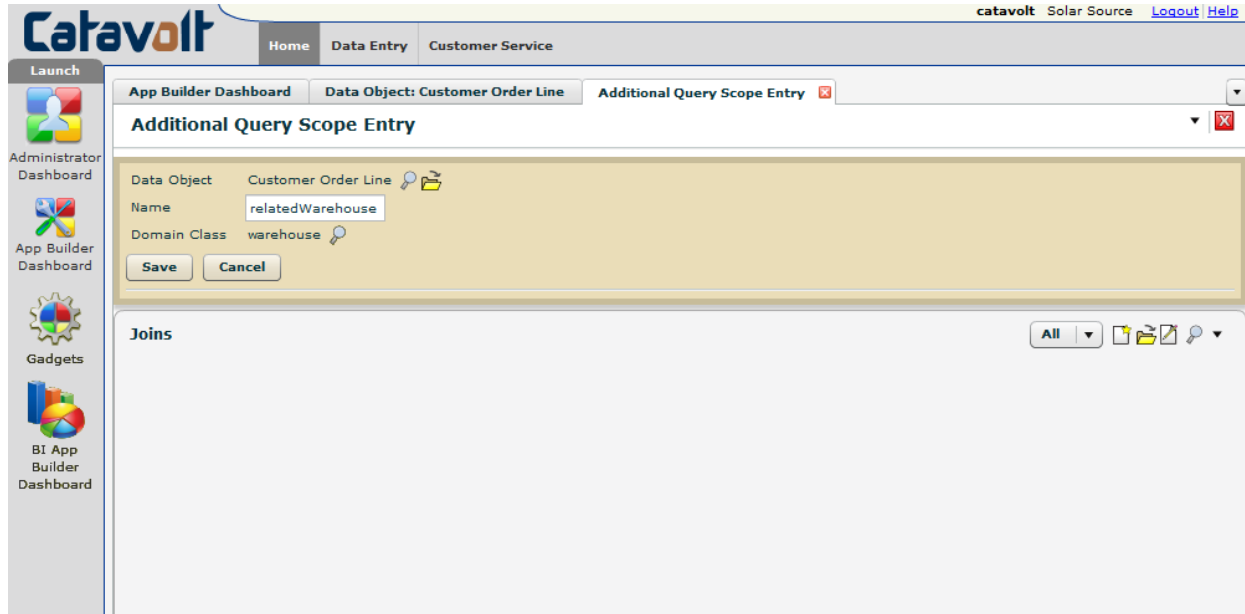 catavolt Solar Source Logout Help
Catavolt
Home Data Entry Customer Service
Launch
App Builder Dashboard Data Object: Customer Order Line Additional Query Scope Entry
Additional Query Scope Entry
Administrator
Dashboard
Data Object Customer Order Line
Name relatedWarehouse
Domain Class warehouse
App Builder
Dashboard
Save Cancel
Joins All
Gadgets
BI App
Builder
Dashboard